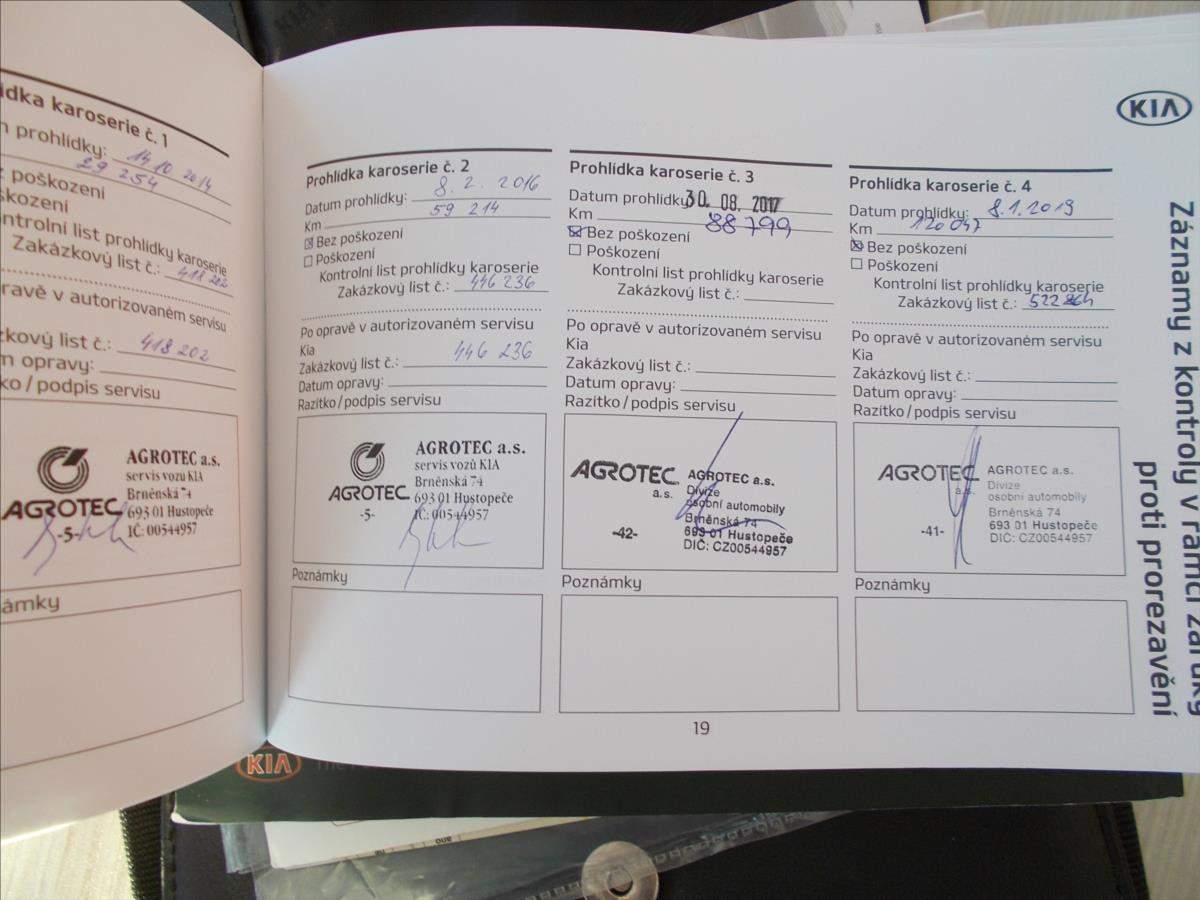 KIA
ídka karoserie č. 1
m prohlídky: 14.10 2014
29 254
z poškození
škození
ntrolní list prohlídky karoserie
Zakázkový list č.: 418 202
ravě v autorizovaném servisu
zkový list č.: 418 202
m opravy:
ko / podpis servisu
AGROTEC
-5-
AGROTEC a.s.
servis vozů KIA
Brněnská 74
693 01 Hustopeče
IČ: 00544957
námky
Prohlídka karoserie č. 2
Datum prohlídky: 8. 2. 2016
Km 59 214
☒ Bez poškození
☐ Poškození
Kontrolní list prohlídky karoserie
Zakázkový list č.: 446 236
Po opravě v autorizovaném servisu
Kia
Zakázkový list č.: 446 236
Datum opravy:
Razítko / podpis servisu
AGROTEC
-5-
AGROTEC a.s.
servis vozů KIA
Brněnská 74
693 01 Hustopeče
IČ: 00544957
Poznámky
Prohlídka karoserie č. 3
Datum prohlídky 30. 08. 2017
Km 88 799
☒ Bez poškození
☐ Poškození
Kontrolní list prohlídky karoserie
Zakázkový list č.:
Po opravě v autorizovaném servisu
Kia
Zakázkový list č.:
Datum opravy:
Razítko / podpis servisu
AGROTEC
a.s.
-42-
AGROTEC a.s.
Divize
osobní automobily
Brněnská 74
693 01 Hustopeče
DIČ: CZ00544957
Poznámky
Prohlídka karoserie č. 4
Datum prohlídky: 8.1.2019
Km 120 047
☒ Bez poškození
☐ Poškození
Kontrolní list prohlídky karoserie
Zakázkový list č.:
Po opravě v autorizovaném servisu
Kia
Zakázkový list č.:
Datum opravy:
Razítko / podpis servisu
AGROTEC
a.s.
-41-
AGROTEC a.s.
Divize
osobní automobily
Brněnská 74
693 01 Hustopeče
DIČ: CZ00544957
Poznámky
Záznamy z kontroly v rámci záruky
proti prorezavění
19
KIA